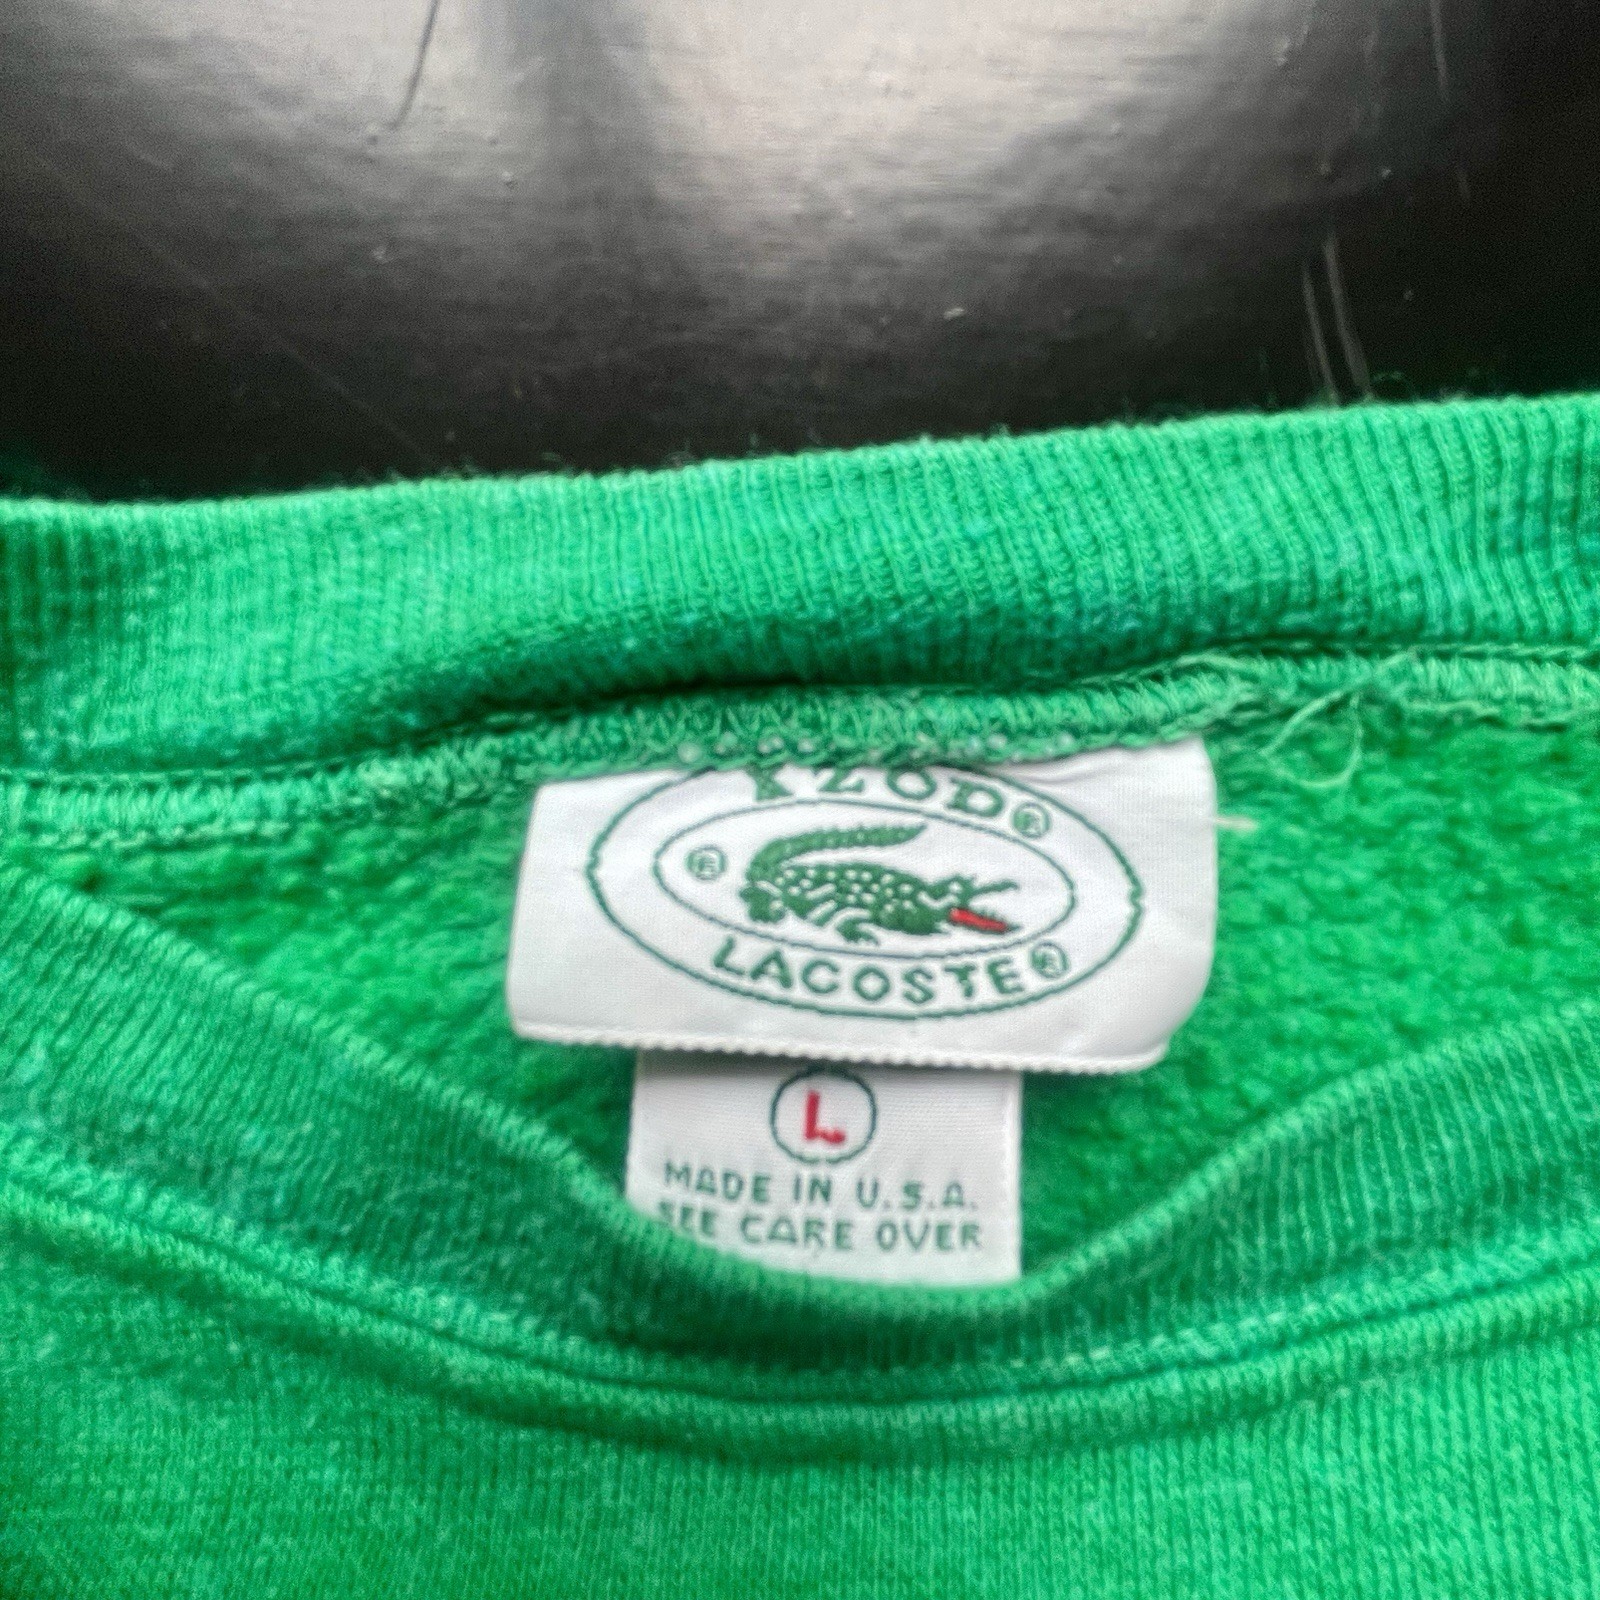 IZOD®
®
LACOSTE®
L
MADE IN U.S.A.
SEE CARE OVER